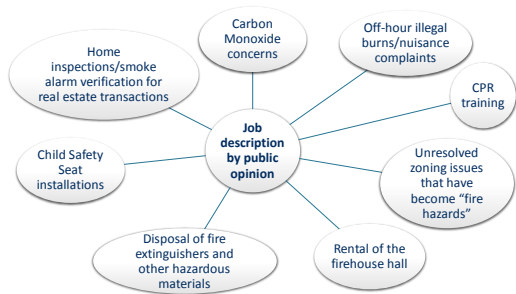 Carbon
Monoxide
concerns
Off-hour illegal
burns/nuisance
complaints
Home
inspections/smoke
alarm verification for
real estate transactions
CPR
training
Job
description
by public
opinion
Child Safety
Seat
installations
Unresolved
zoning issues
that have
become “fire
hazards”
Disposal of fire
extinguishers and
other hazardous
materials
Rental of the
firehouse hall